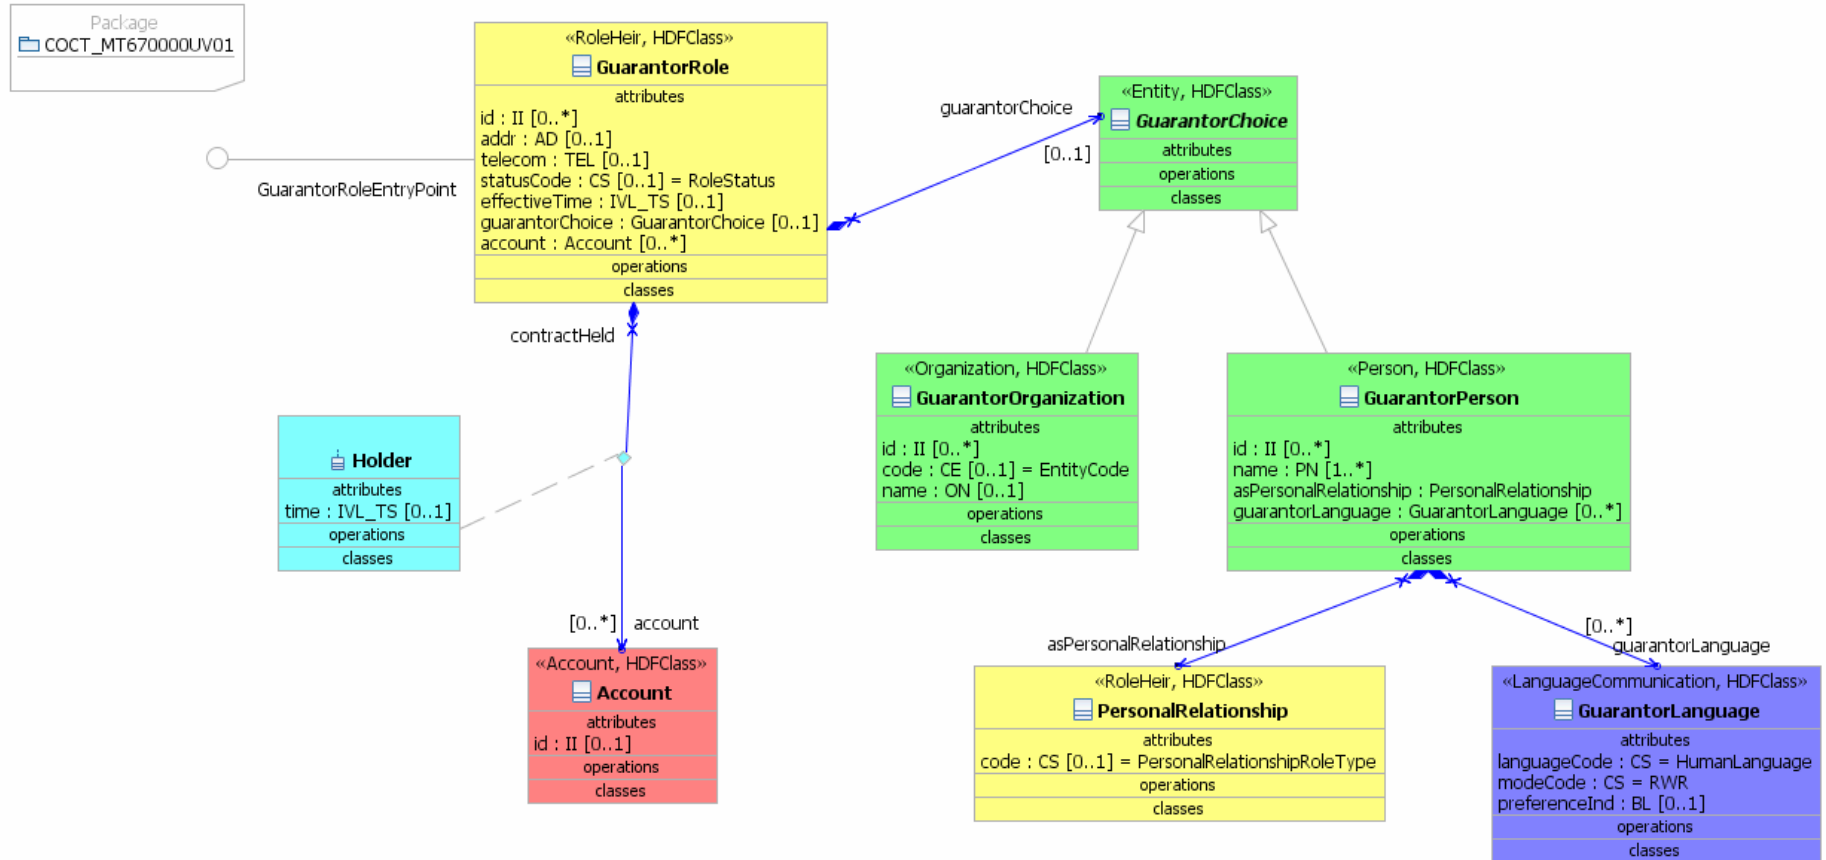 Package
COCT_MT670000UV01
«RoleHeir, HDFClass»
GuarantorRole
attributes
id : II [0..*]
addr : AD [0..1]
telecom : TEL [0..1]
statusCode : CS [0..1] = RoleStatus
effectiveTime : IVL_TS [0..1]
guarantorChoice : GuarantorChoice [0..1]
account : Account [0..*]
operations
classes
GuarantorRoleEntryPoint
guarantorChoice
[0..1]
«Entity, HDFClass»
GuarantorChoice
attributes
operations
classes
contractHeld
Holder
attributes
time : IVL_TS [0..1]
operations
classes
«Organization, HDFClass»
GuarantorOrganization
attributes
id : II [0..*]
code : CE [0..1] = EntityCode
name : ON [0..1]
operations
classes
«Person, HDFClass»
GuarantorPerson
attributes
id : II [0..*]
name : PN [1..*]
asPersonalRelationship : PersonalRelationship
guarantorLanguage : GuarantorLanguage [0..*]
operations
classes
[0..*]
account
asPersonalRelationship
[0..*]
guarantorLanguage
«Account, HDFClass»
Account
attributes
id : II [0..1]
operations
classes
«RoleHeir, HDFClass»
PersonalRelationship
attributes
code : CS [0..1] = PersonalRelationshipRoleType
operations
classes
«LanguageCommunication, HDFClass»
GuarantorLanguage
attributes
languageCode : CS = HumanLanguage
modeCode : CS = RWR
preferenceInd : BL [0..1]
operations
classes